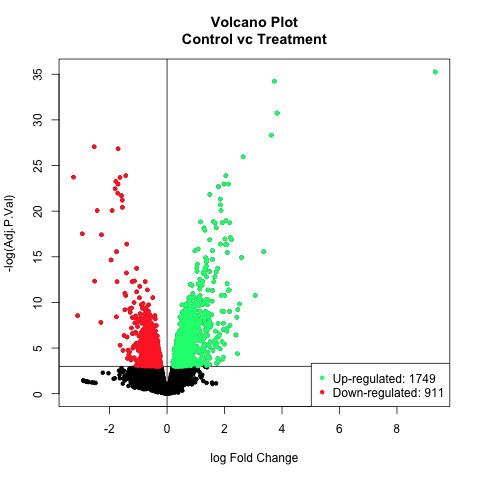 Volcano Plot
Control vc Treatment
35
30
25
20
15
10
5
0
-log(Adj.P.Val)
Up-regulated: 1749
Down-regulated: 911
-2 0 2 4 6 8
log Fold Change